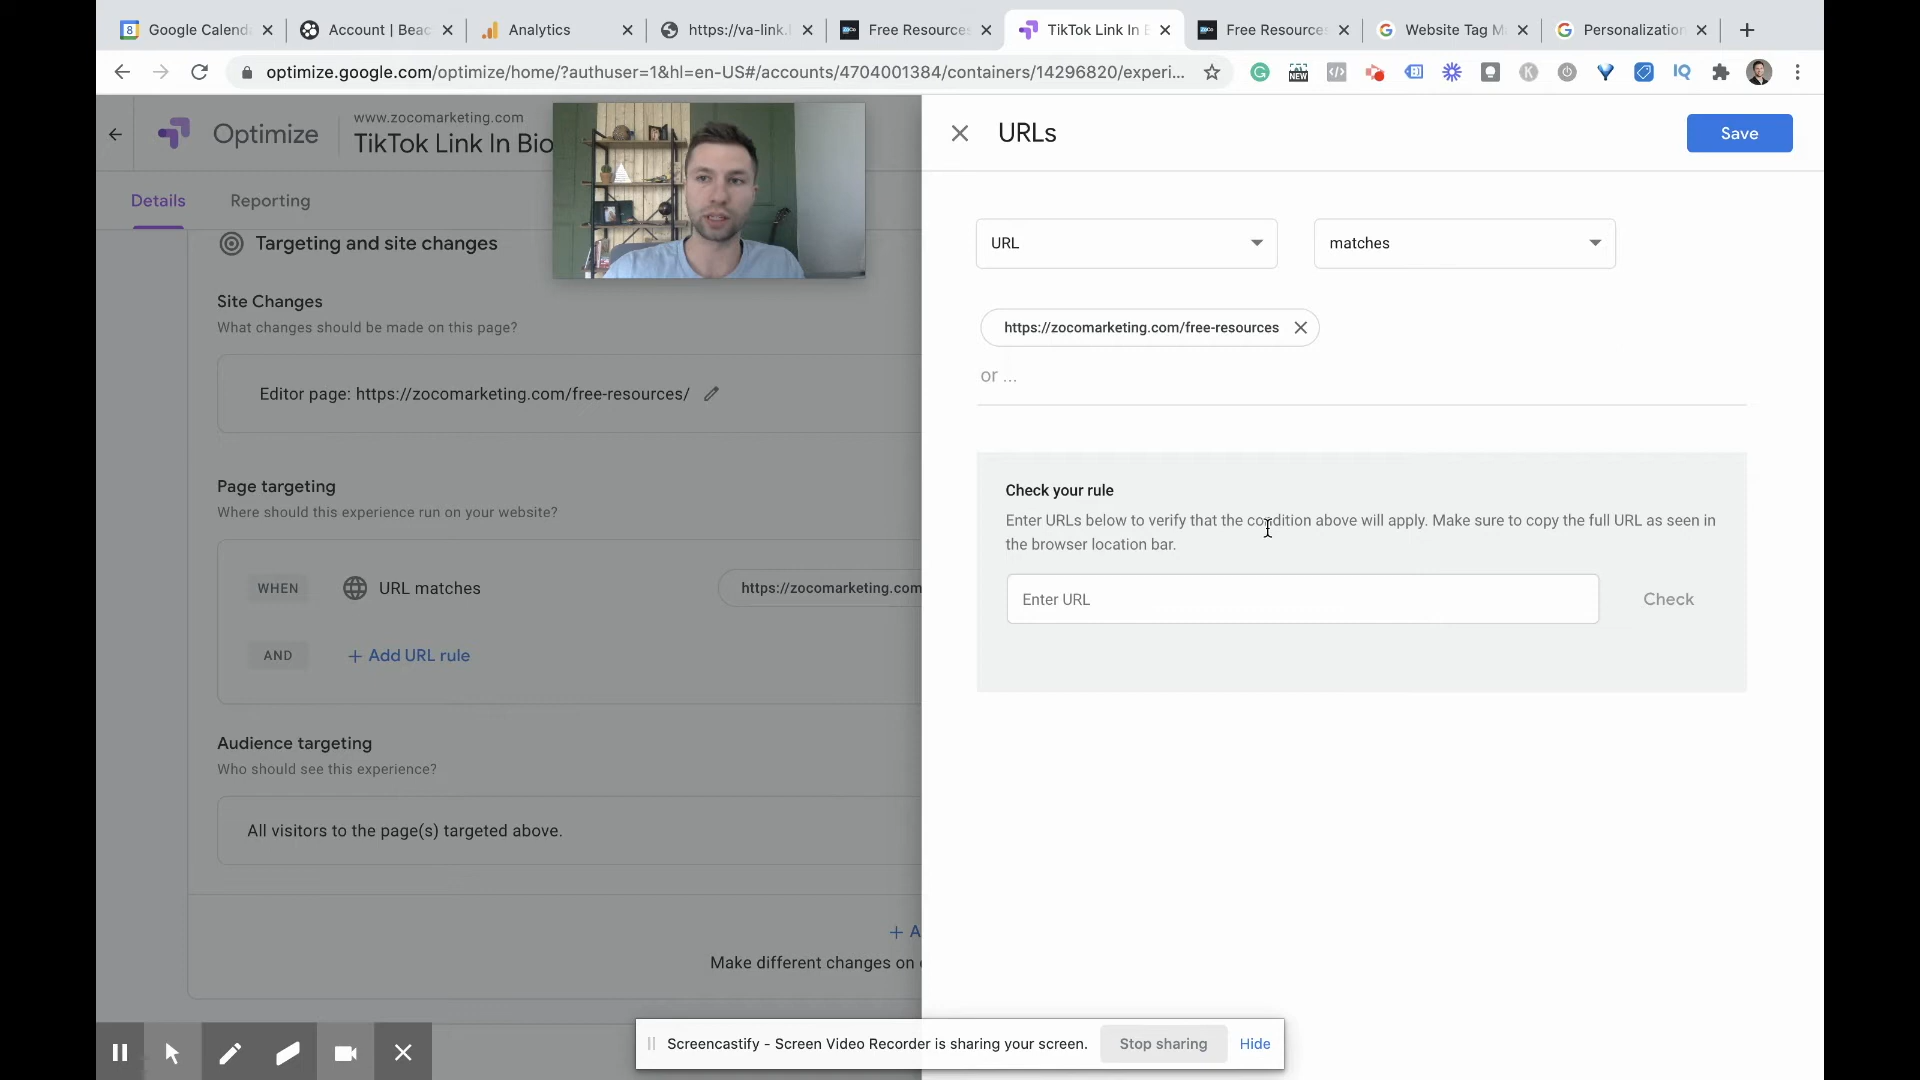 Google Calend
Account | Beac
Analytics
https://va-link.
Free Resources
TikTok Link In B
Free Resources
Website Tag M
Personalization
optimize.google.com/optimize/home/?authuser=1&hl=en-US#/accounts/4704001384/containers/14296820/experi...
NEW
IQ
Optimize
www.zocomarketing.com
TikTok Link In Bio
Details
Reporting
Targeting and site changes
Site Changes
What changes should be made on this page?
Editor page: https://zocomarketing.com/free-resources/
Page targeting
Where should this experience run on your website?
WHEN
URL matches
https://zocomarketing.com
AND
+ Add URL rule
Audience targeting
Who should see this experience?
All visitors to the page(s) targeted above.
+ A
Make different changes on
URLs
Save
URL
matches
https://zocomarketing.com/free-resources
or ...
Check your rule
Enter URLs below to verify that the condition above will apply. Make sure to copy the full URL as seen in
the browser location bar.
Enter URL
Check
Screencastify - Screen Video Recorder is sharing your screen.
Stop sharing
Hide